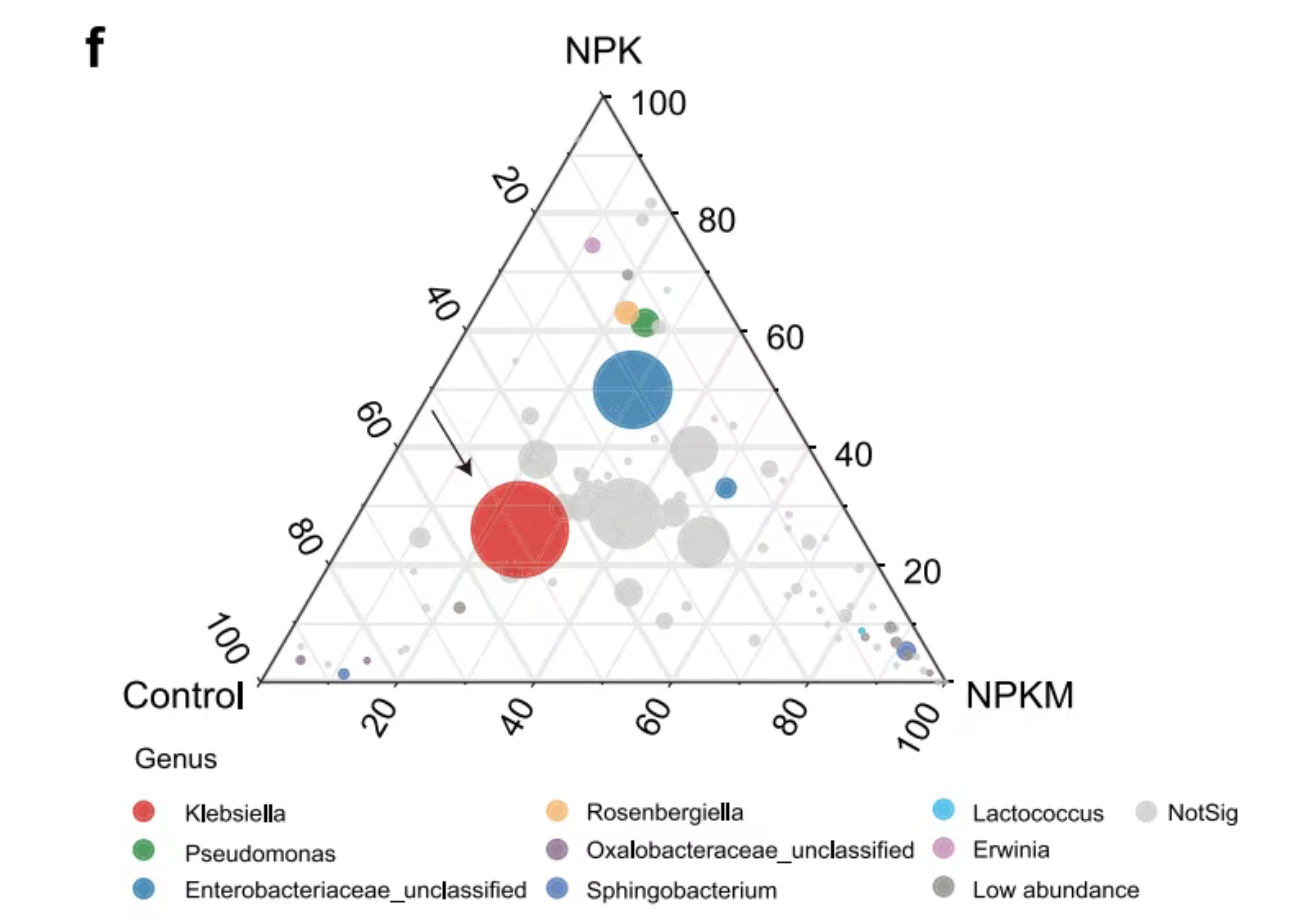 f
NPK
100
20
80
40
60
60
40
80
20
100
Control
NPKM
20
40
60
80
100
Genus
Klebsiella
Rosenbergiella
Lactococcus
NotSig
Pseudomonas
Oxalobacteraceae_unclassified
Erwinia
Enterobacteriaceae_unclassified
Sphingobacterium
Low abundance